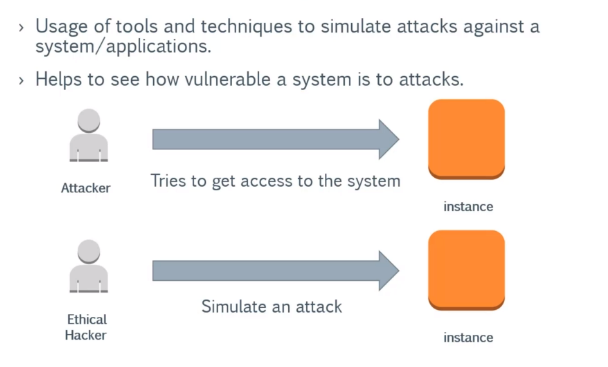 › Usage of tools and techniques to simulate attacks against a
system/applications.
› Helps to see how vulnerable a system is to attacks.
Attacker
Tries to get access to the system
instance
Ethical
Hacker
Simulate an attack
instance